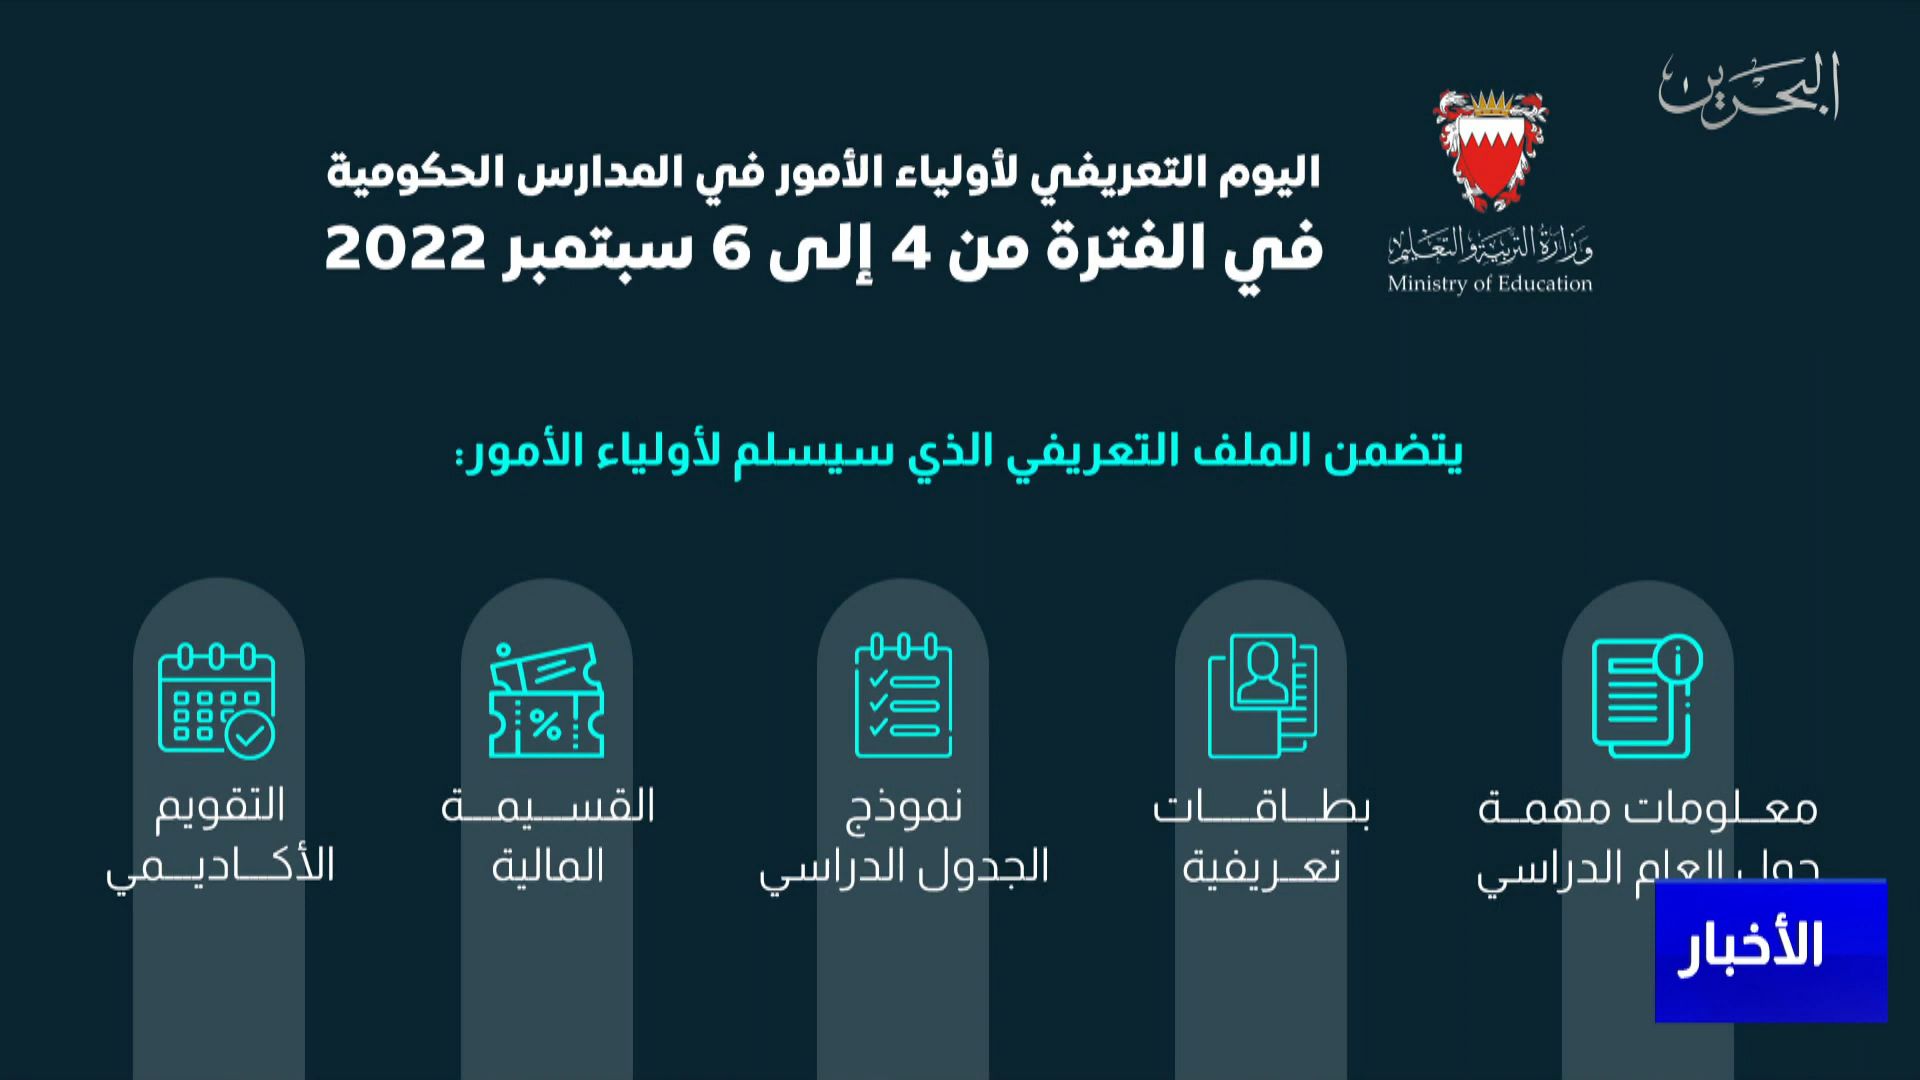 البحرين
اليوم التعريفي لأولياء الأمور في المدارس الحكومية
في الفترة من 4 إلى 6 سبتمبر 2022
وزارة التربية والتعليم
Ministry of Education
يتضمن الملف التعريفي الذي سيسلم لأولياء الأمور:
معلومات مهمة
حول العام الدراسي
بطاقات
تعريفية
نموذج
الجدول الدراسي
القسيمة
المالية
التقويم
الأكاديمي
الأخبار